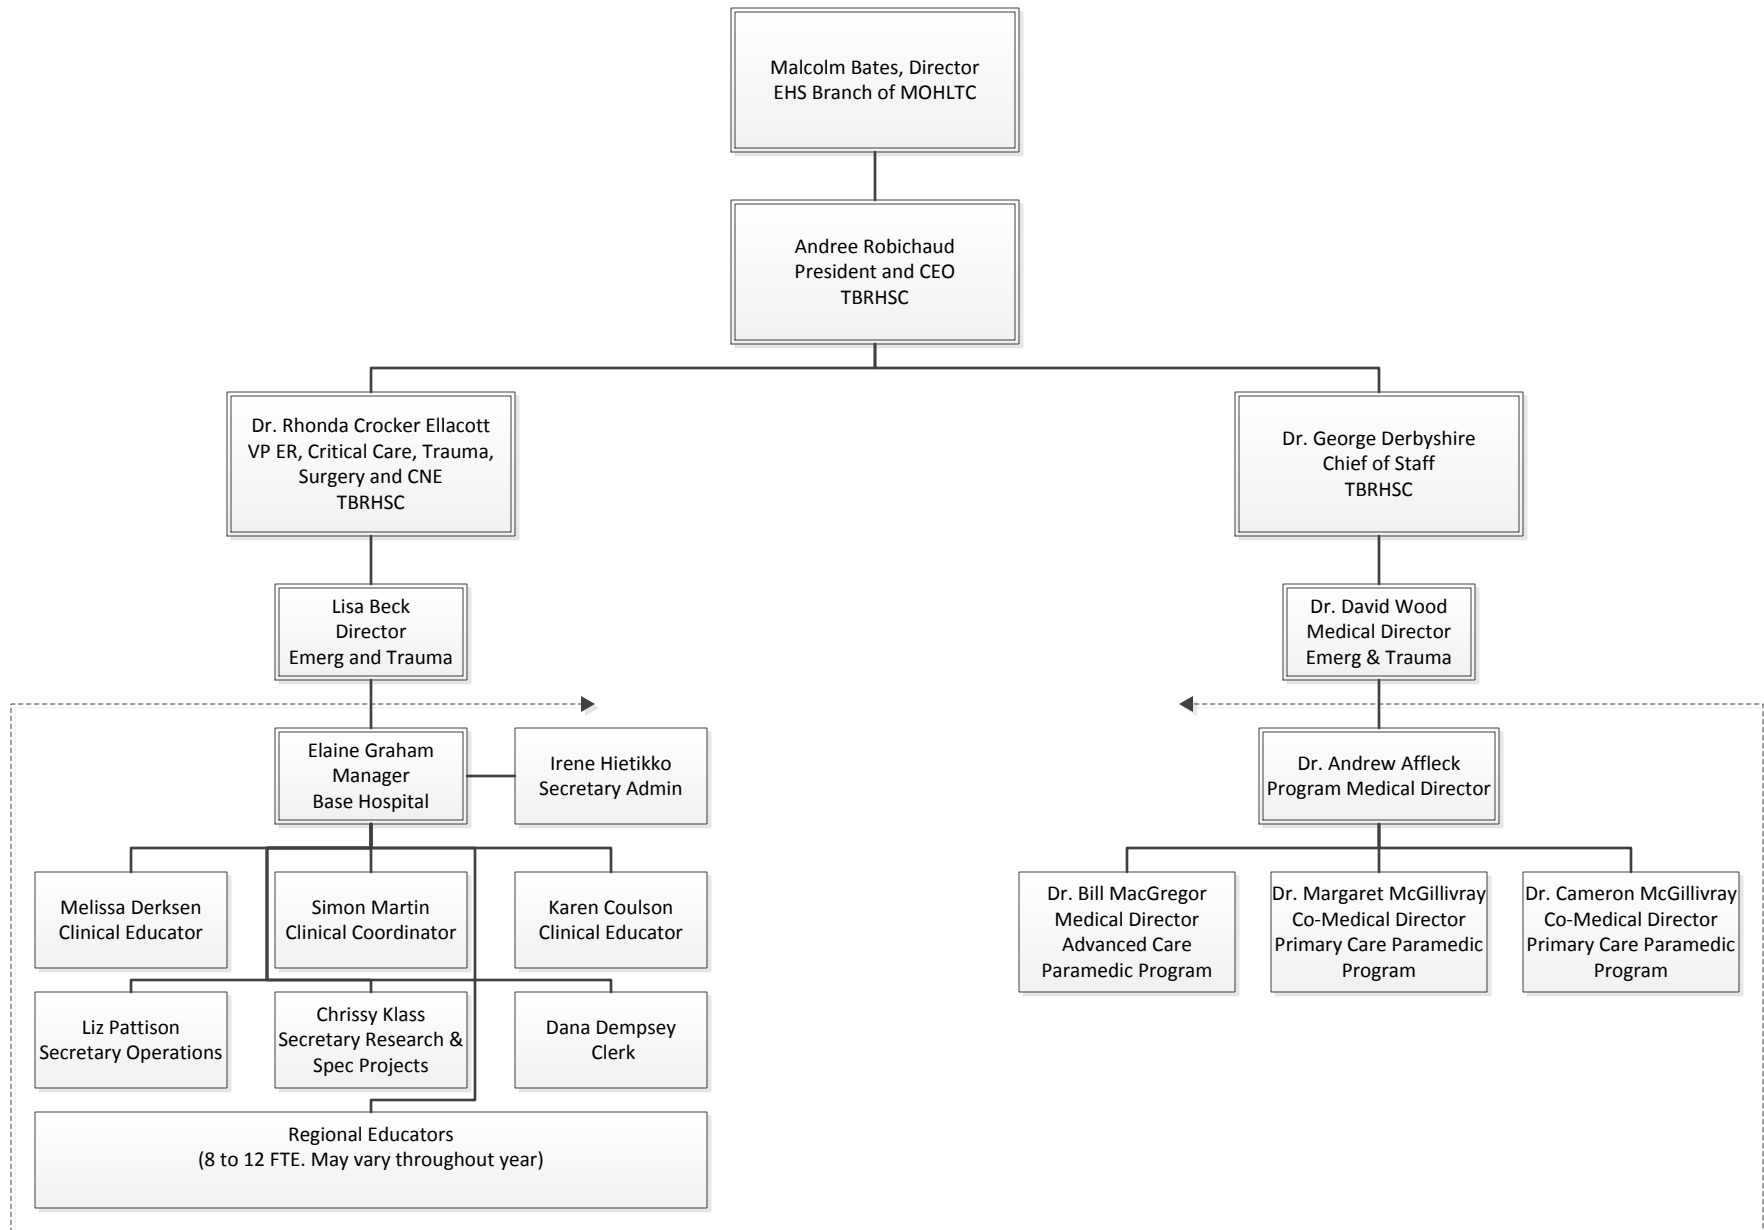 Malcolm Bates, Director
EHS Branch of MOHLTC
Andree Robichaud
President and CEO
TBRHSC
Dr. Rhonda Crocker Ellacott
VP ER, Critical Care, Trauma,
Surgery and CNE
TBRHSC
Dr. George Derbyshire
Chief of Staff
TBRHSC
Lisa Beck
Director
Emerg and Trauma
Dr. David Wood
Medical Director
Emerg & Trauma
Elaine Graham
Manager
Base Hospital
Irene Hietikko
Secretary Admin
Dr. Andrew Affleck
Program Medical Director
Melissa Derksen
Clinical Educator
Simon Martin
Clinical Coordinator
Karen Coulson
Clinical Educator
Dr. Bill MacGregor
Medical Director
Advanced Care
Paramedic Program
Dr. Margaret McGillivray
Co-Medical Director
Primary Care Paramedic
Program
Dr. Cameron McGillivray
Co-Medical Director
Primary Care Paramedic
Program
Liz Pattison
Secretary Operations
Chrissy Klass
Secretary Research &
Spec Projects
Dana Dempsey
Clerk
Regional Educators
(8 to 12 FTE. May vary throughout year)